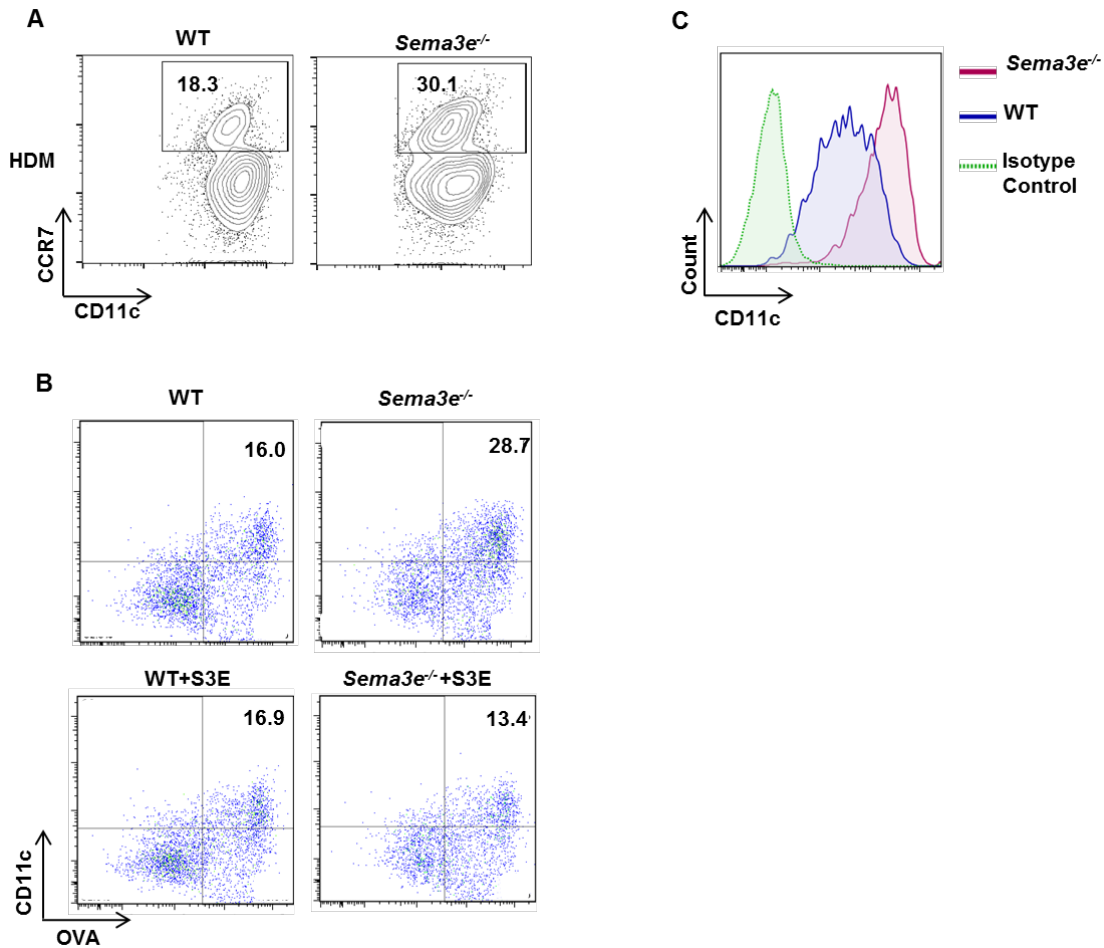 A
WT
Sema3e-/-
18.3
30.1
HDM
CCR7
CD11c
C
Sema3e-/-
WT
Isotype
Control
Count
CD11c
B
WT
Sema3e-/-
16.0
28.7
WT+S3E
Sema3e-/-+S3E
16.9
13.4
CD11c
OVA